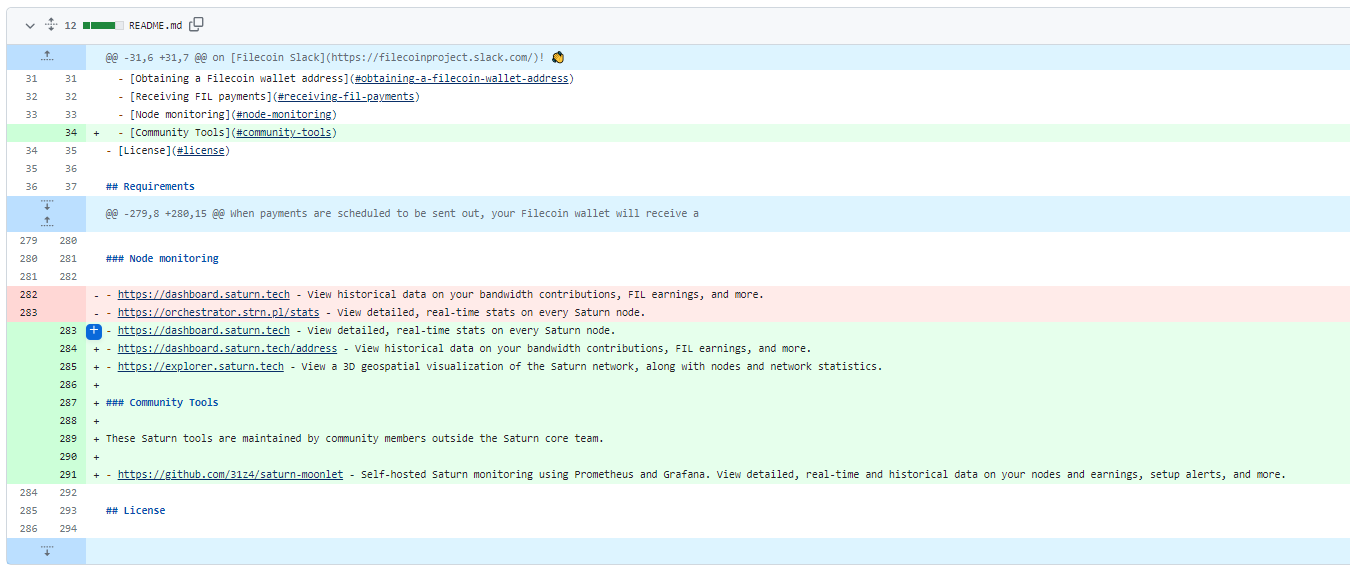 12 README.md
@@ -31,6 +31,7 @@ on [Filecoin Slack](https://filecoinproject.slack.com/)! 👏
31 31 - [Obtaining a Filecoin wallet address](#obtaining-a-filecoin-wallet-address)
32 32 - [Receiving FIL payments](#receiving-fil-payments)
33 33 - [Node monitoring](#node-monitoring)
34 + - [Community Tools](#community-tools)
34 35 - [License](#license)
35 36
36 37 ## Requirements
@@ -279,8 +280,15 @@ When payments are scheduled to be sent out, your Filecoin wallet will receive a
279 280
280 281 ### Node monitoring
281 282
282 - - https://dashboard.saturn.tech - View historical data on your bandwidth contributions, FIL earnings, and more.
283 - - https://orchestrator.strn.pl/stats - View detailed, real-time stats on every Saturn node.
283 + - https://dashboard.saturn.tech - View detailed, real-time stats on every Saturn node.
284 + - https://dashboard.saturn.tech/address - View historical data on your bandwidth contributions, FIL earnings, and more.
285 + - https://explorer.saturn.tech - View a 3D geospatial visualization of the Saturn network, along with nodes and network statistics.
286 +
287 + ### Community Tools
288 +
289 + These Saturn tools are maintained by community members outside the Saturn core team.
290 +
291 + - https://github.com/31z4/saturn-moonlet - Self-hosted Saturn monitoring using Prometheus and Grafana. View detailed, real-time and historical data on your nodes and earnings, setup alerts, and more.
284 292
285 293 ## License
286 294